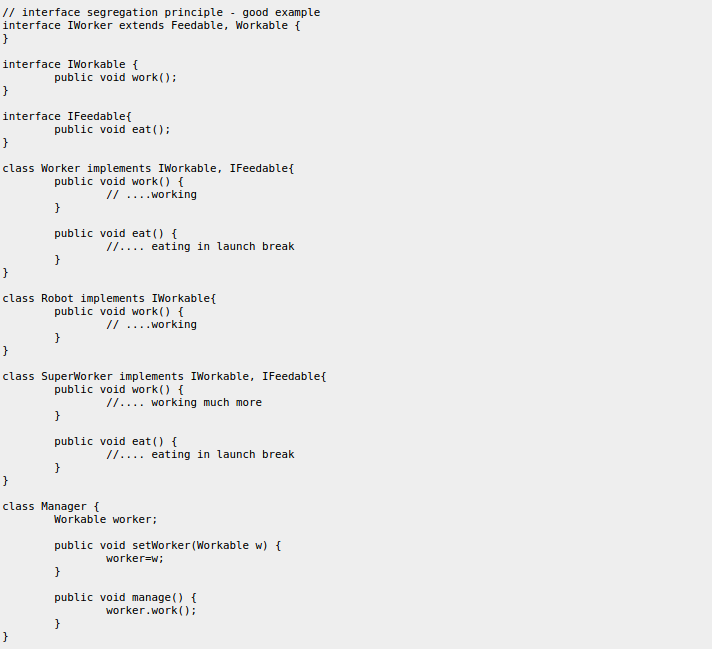 // interface segregation principle - good example
interface IWorker extends Feedable, Workable {
}
interface IWorkable {
public void work();
}
interface IFeedable{
public void eat();
}
class Worker implements IWorkable, IFeedable{
public void work() {
// ....working
}
public void eat() {
//.... eating in launch break
}
}
class Robot implements IWorkable{
public void work() {
// ....working
}
}
class SuperWorker implements IWorkable, IFeedable{
public void work() {
//.... working much more
}
public void eat() {
//.... eating in launch break
}
}
class Manager {
Workable worker;
public void setWorker(Workable w) {
worker=w;
}
public void manage() {
worker.work();
}
}